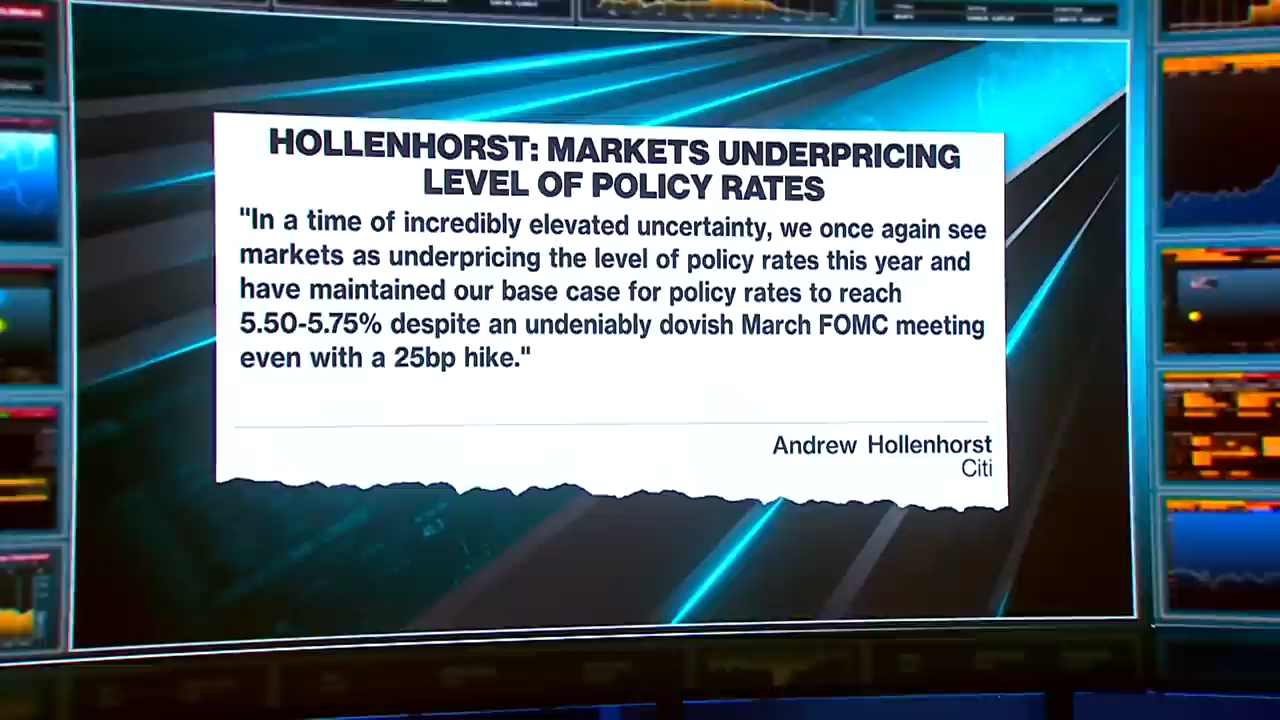 HOLLENHORST: MARKETS UNDERPRICING
LEVEL OF POLICY RATES
"In a time of incredibly elevated uncertainty, we once again see
markets as underpricing the level of policy rates this year and
have maintained our base case for policy rates to reach
5.50-5.75% despite an undeniably dovish March FOMC meeting
even with a 25bp hike."
Andrew Hollenhorst
Citi